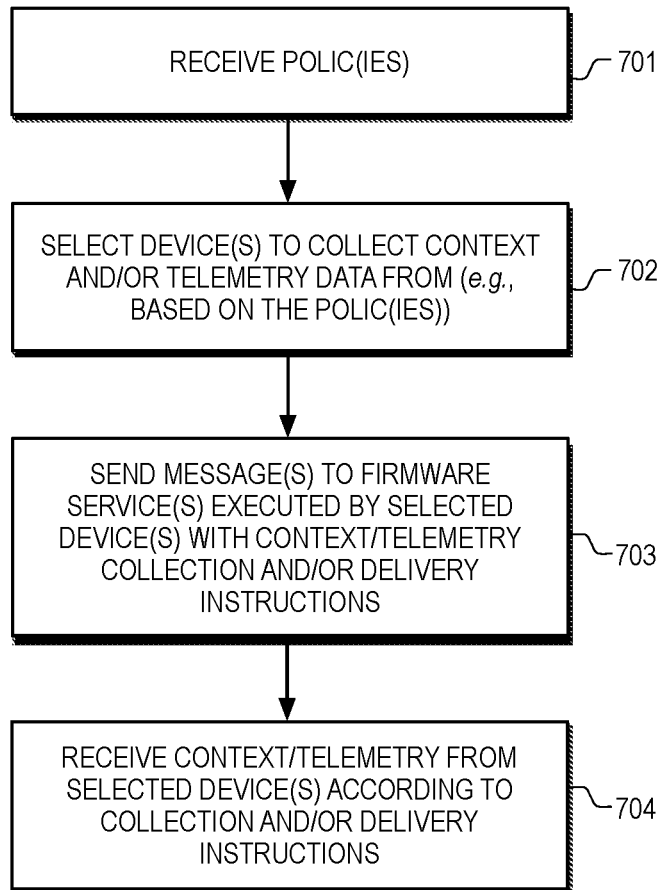 RECEIVE POLIC(IES)
701
SELECT DEVICE(S) TO COLLECT CONTEXT
AND/OR TELEMETRY DATA FROM (e.g.,
BASED ON THE POLIC(IES))
702
SEND MESSAGE(S) TO FIRMWARE
SERVICE(S) EXECUTED BY SELECTED
DEVICE(S) WITH CONTEXT/TELEMETRY
COLLECTION AND/OR DELIVERY
INSTRUCTIONS
703
RECEIVE CONTEXT/TELEMETRY FROM
SELECTED DEVICE(S) ACCORDING TO
COLLECTION AND/OR DELIVERY
INSTRUCTIONS
704